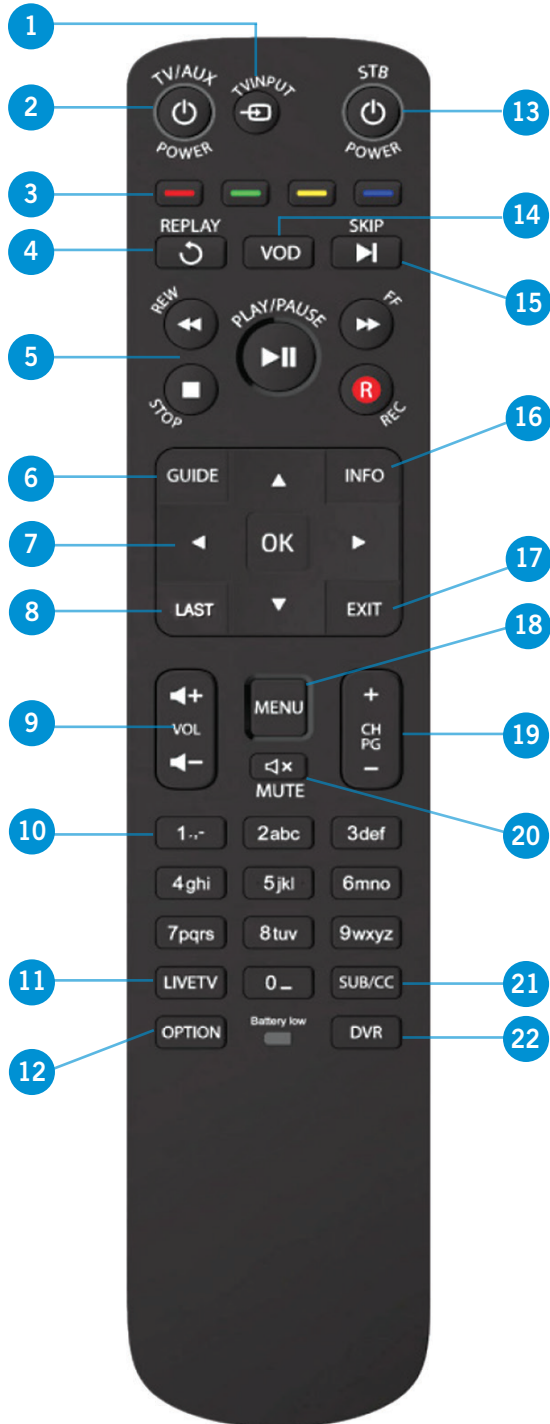 1
TV/AUX TVINPUT STB
2 13
POWER POWER
3
14
REPLAY SKIP
4 VOD
15
REW PLAY/PAUSE FF
5
R
STOP REC
16
6 GUIDE INFO
7 OK
17
8 LAST EXIT
18
+ +
9 VOL MENU CH 19
PG
- -
MUTE
10 1.,- 2abc 3def 20
4ghi 5jkl 6mno
7pqrs 8tuv 9wxyz
11 LIVETV 0_ SUB/CC 21
Battery low
OPTION DVR 22
12